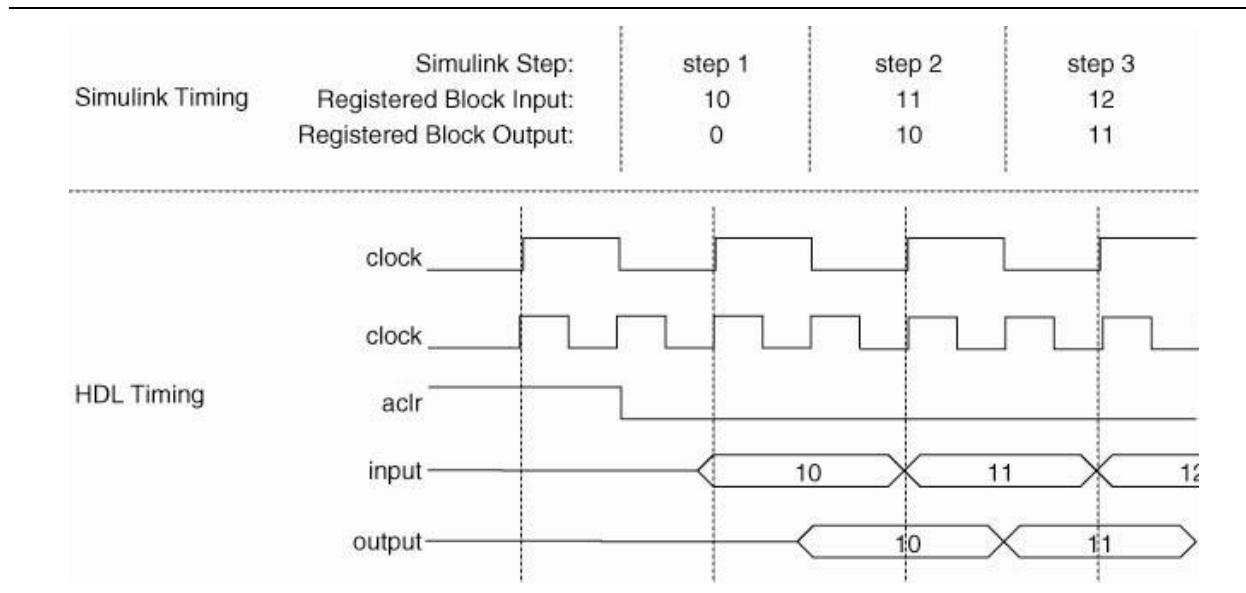 Simulink Step: step 1 step 2 step 3
Simulink Timing Registered Block Input: 10 11 12
Registered Block Output: 0 10 11
clock
clock
HDL Timing aclr
input 10 11 12
output 10 11